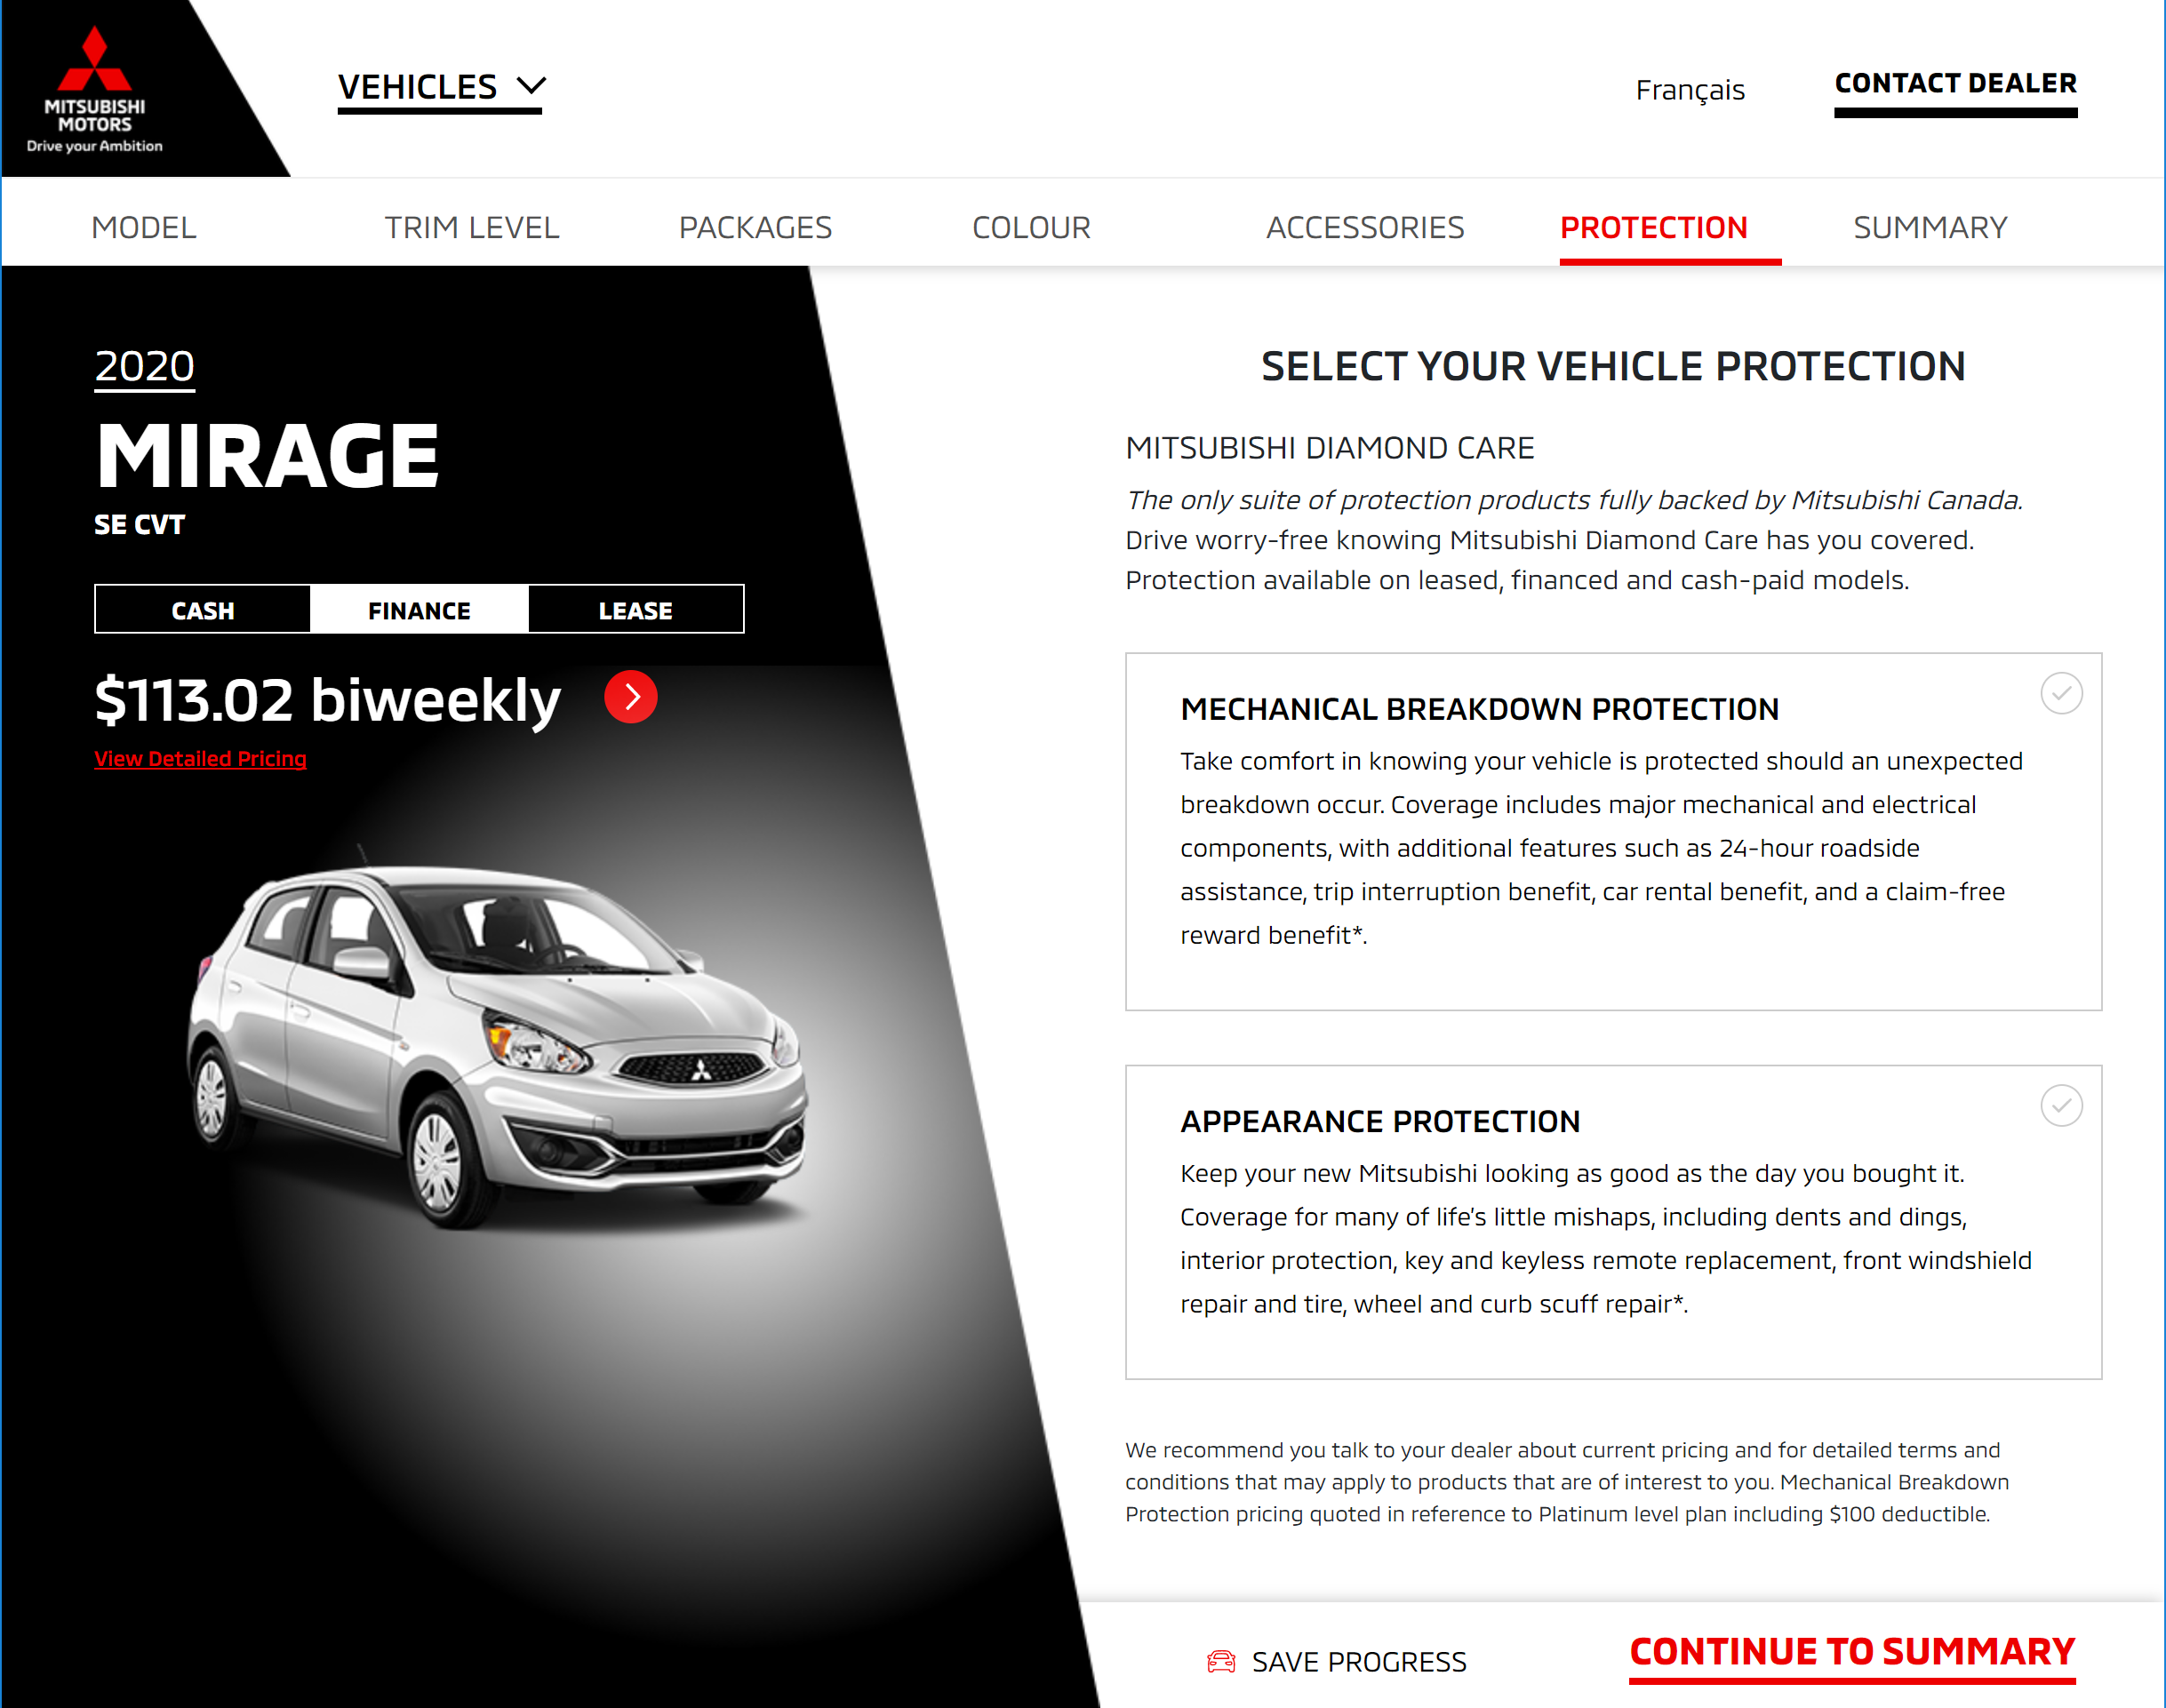 MITSUBISHI
MOTORS
Drive your Ambition
VEHICLES
Français
CONTACT DEALER
MODEL
TRIM LEVEL
PACKAGES
COLOUR
ACCESSORIES
PROTECTION
SUMMARY
2020
MIRAGE
SE CVT
CASH
FINANCE
LEASE
$113.02 biweekly
View Detailed Pricing
SELECT YOUR VEHICLE PROTECTION
MITSUBISHI DIAMOND CARE
The only suite of protection products fully backed by Mitsubishi Canada.
Drive worry-free knowing Mitsubishi Diamond Care has you covered.
Protection available on leased, financed and cash-paid models.
MECHANICAL BREAKDOWN PROTECTION
Take comfort in knowing your vehicle is protected should an unexpected
breakdown occur. Coverage includes major mechanical and electrical
components, with additional features such as 24-hour roadside
assistance, trip interruption benefit, car rental benefit, and a claim-free
reward benefit*.
APPEARANCE PROTECTION
Keep your new Mitsubishi looking as good as the day you bought it.
Coverage for many of life's little mishaps, including dents and dings,
interior protection, key and keyless remote replacement, front windshield
repair and tire, wheel and curb scuff repair*.
We recommend you talk to your dealer about current pricing and for detailed terms and
conditions that may apply to products that are of interest to you. Mechanical Breakdown
Protection pricing quoted in reference to Platinum level plan including $100 deductible.
SAVE PROGRESS
CONTINUE TO SUMMARY